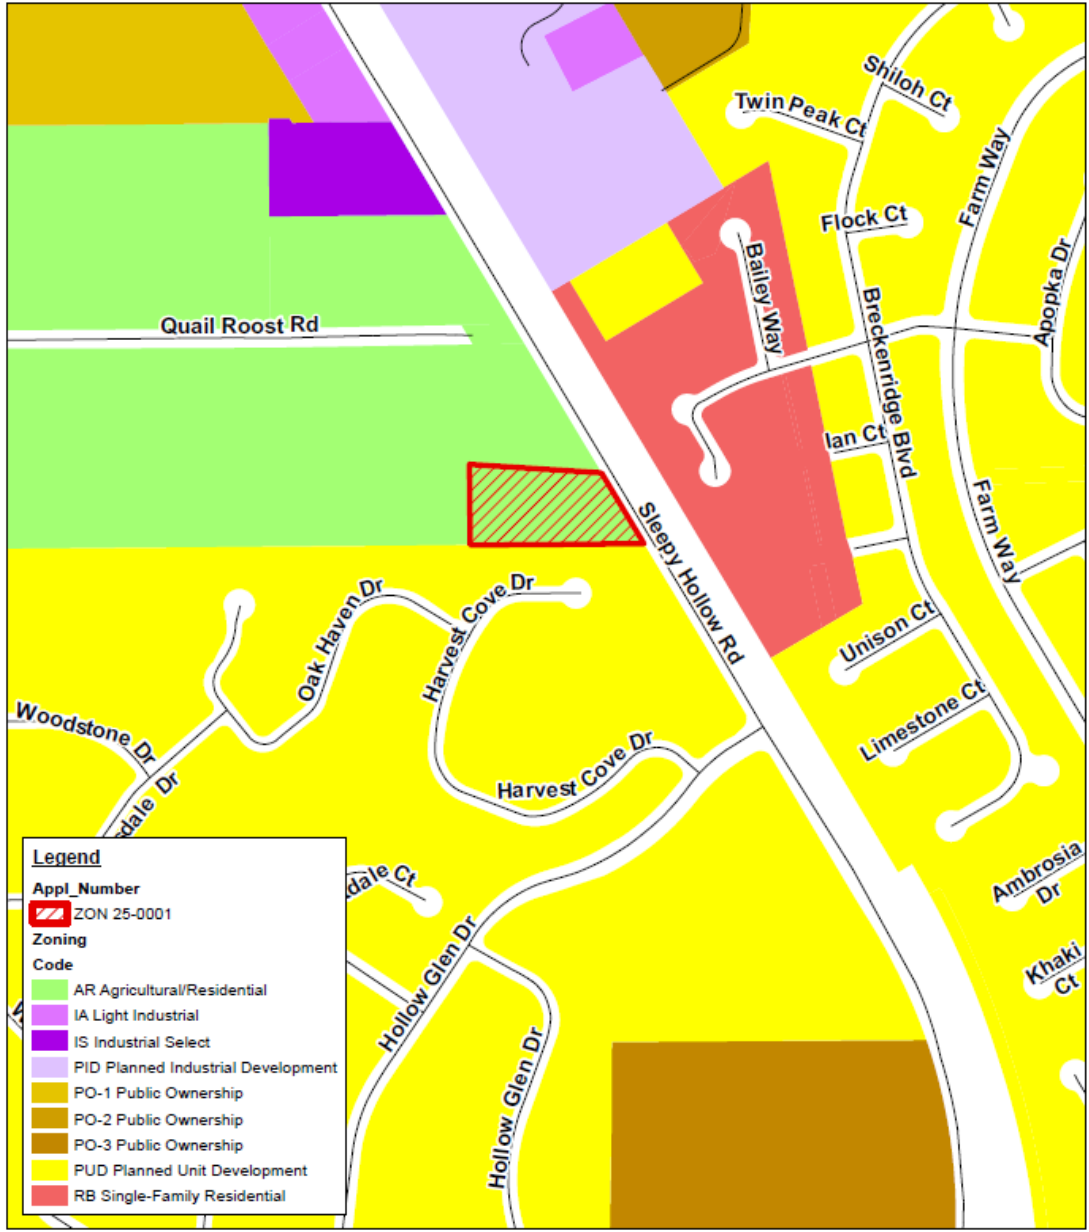 Shiloh Ct
Twin Peak Ct
Farm Way
Flock Ct
Bailey Way
Apopka Dr
Quail Roost Rd
Breckenridge Blvd
Ian Ct
Farm Way
Sleepy Hollow Rd
Oak Haven Dr
Harvest Cove Dr
Unison Ct
Limestone Ct
Woodstone Dr
Harvest Cove Dr
sdale Dr
Ambrosia
Dr
dale Ct
Khaki
Ct
Hollow Glen Dr
Hollow Glen Dr
W
Legend
Appl_Number
ZON 25-0001
Zoning
Code
AR Agricultural/Residential
IA Light Industrial
IS Industrial Select
PID Planned Industrial Development
PO-1 Public Ownership
PO-2 Public Ownership
PO-3 Public Ownership
PUD Planned Unit Development
RB Single-Family Residential